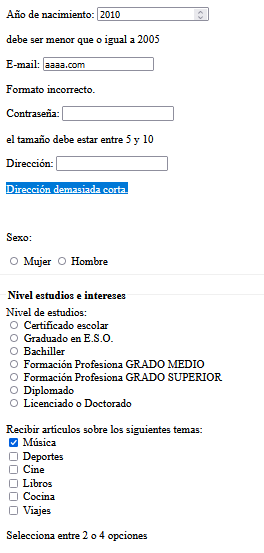 Año de nacimiento: 2010
debe ser menor que o igual a 2005
E-mail: aaaa.com
Formato incorrecto.
Contraseña:
el tamaño debe estar entre 5 y 10
Dirección:
Dirección demasiada corta.
Sexo:
Mujer Hombre
Nivel estudios e intereses
Nivel de estudios:
Certificado escolar
Graduado en E.S.O.
Bachiller
Formación Profesiona GRADO MEDIO
Formación Profesiona GRADO SUPERIOR
Diplomado
Licenciado o Doctorado
Recibir articulos sobre los siguientes temas:
Música
Deportes
Cine
Libros
Cocina
Viajes
Selecciona entre 2 o 4 opciones